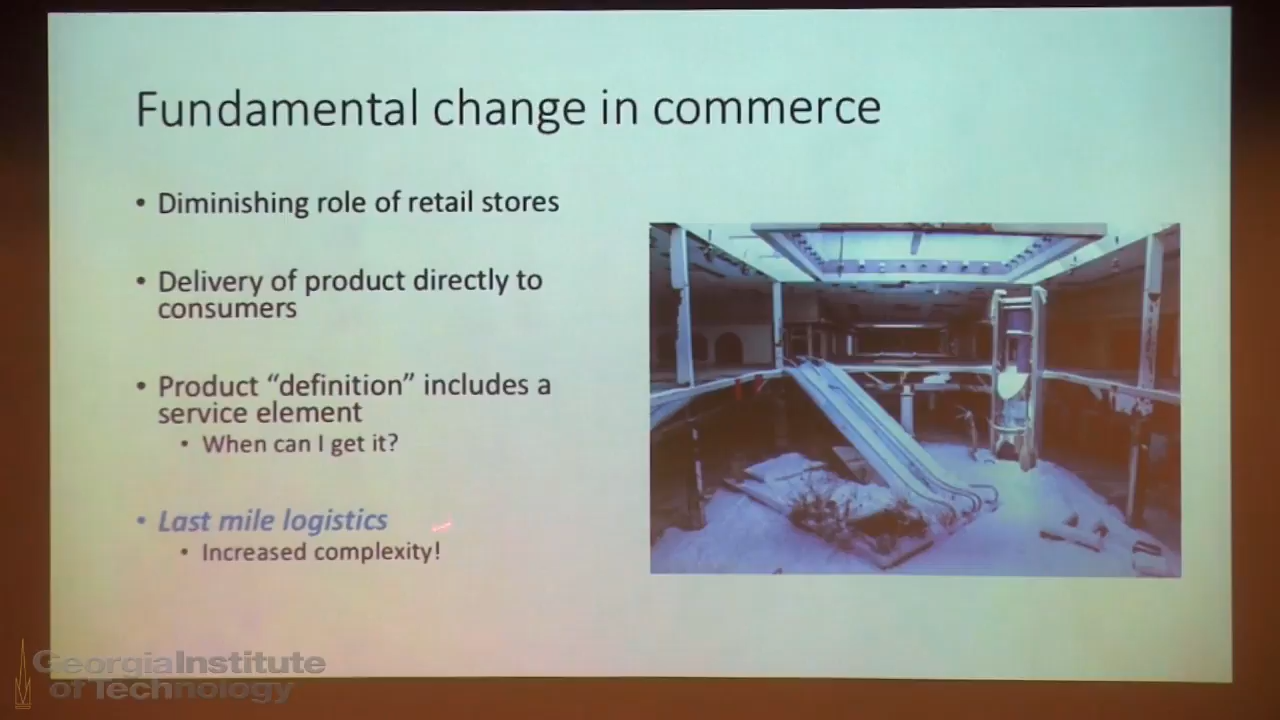 Fundamental change in commerce
• Diminishing role of retail stores
• Delivery of product directly to
consumers
• Product “definition” includes a
service element
• When can I get it?
• Last mile logistics
• Increased complexity!
Georgia Institute
of Technology